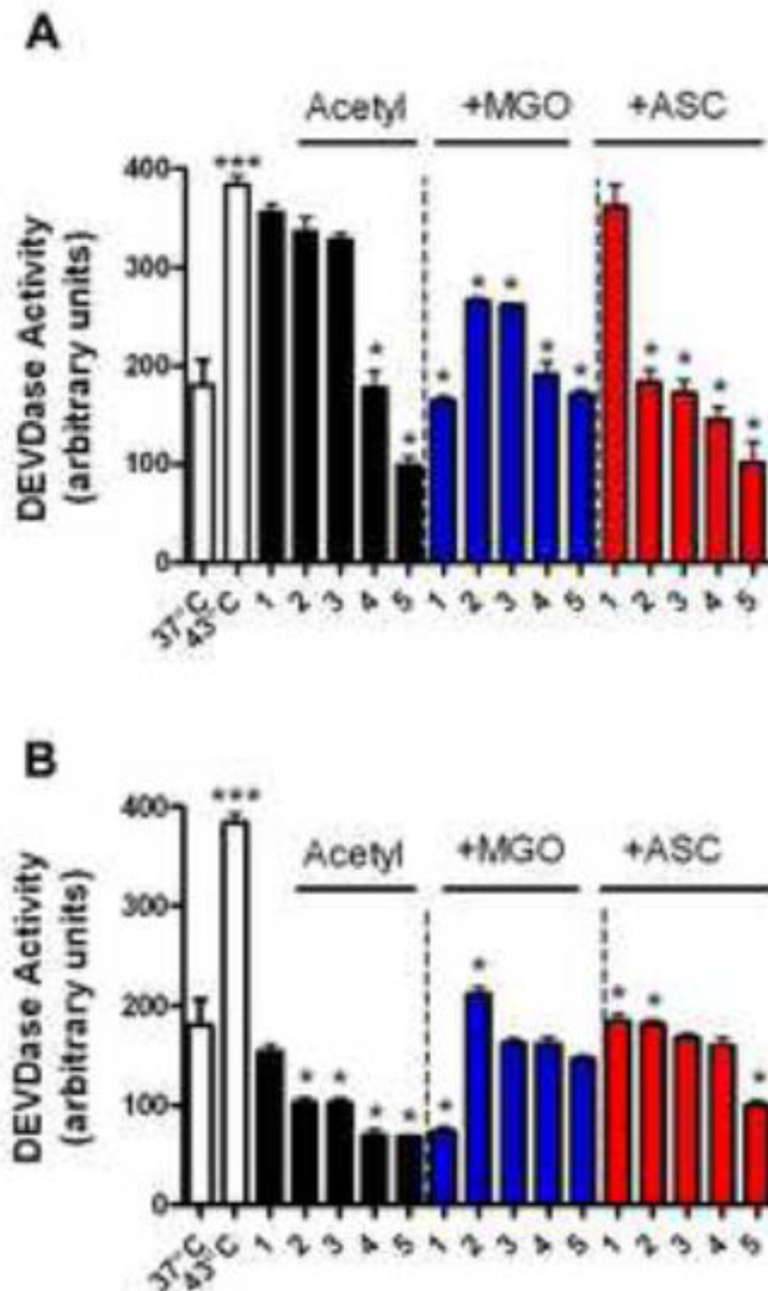 A
Acetyl +MGO +ASC
***
400
300
200
100
0
DEVDase Activity
(arbitrary units)
* * * * * * * * * * *
37°C 43°C 1 2 3 4 5 1 2 3 4 5 1 2 3 4 5
B
***
400
300
200
100
0
Acetyl +MGO +ASC
DEVDase Activity
(arbitrary units)
* * * * * * * * *
37°C 43°C 1 2 3 4 5 1 2 3 4 5 1 2 3 4 5